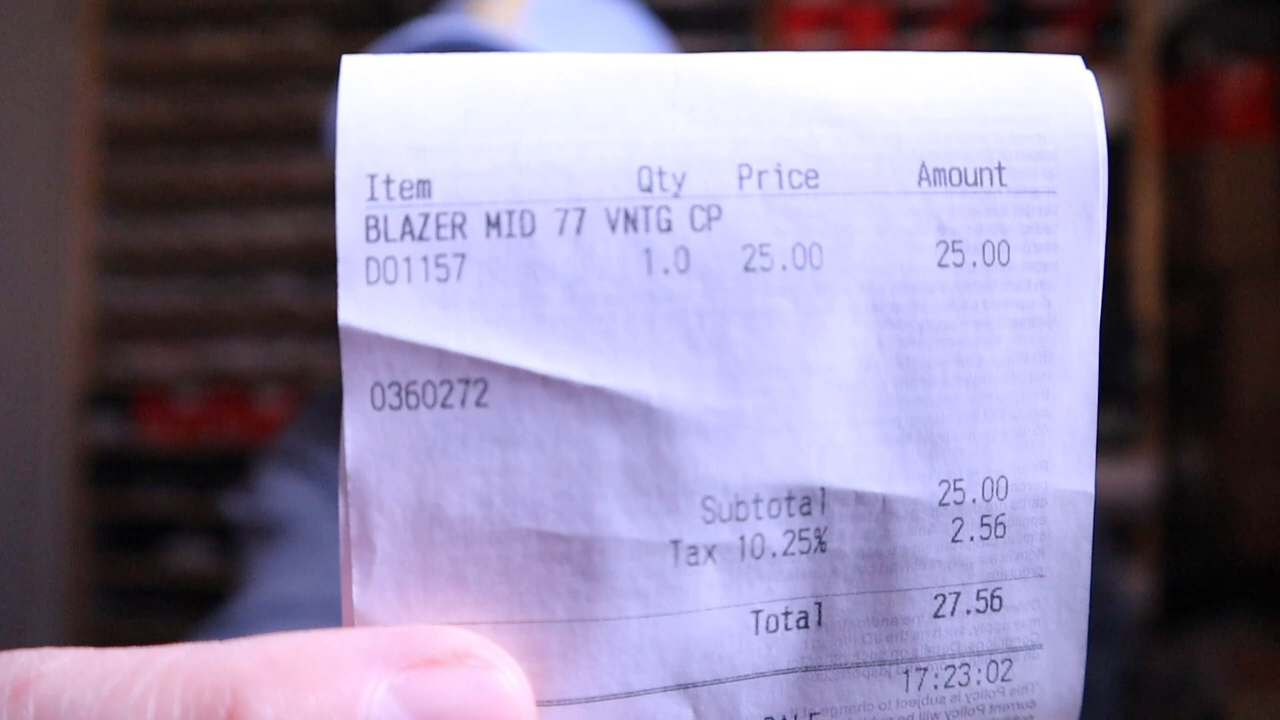 Item Qty Price Amount
BLAZER MID 77 VNTG CP
DO1157 1.0 25.00 25.00
0360272
Subtotal 25.00
Tax 10.25% 2.56
Total 27.56
17:23:02